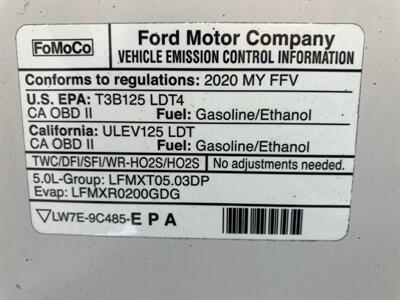 FoMoCo
Ford Motor Company
VEHICLE EMISSION CONTROL INFORMATION
Conforms to regulations: 2020 MY FFV
U.S. EPA: T3B125 LDT4
CA OBD II Fuel: Gasoline/Ethanol
California: ULEV125 LDT
CA OBD II Fuel: Gasoline/Ethanol
TWC/DFI/SFI/WR-HO2S/HO2S No adjustments needed.
5.0L-Group: LFMXT05.03DP
Evap: LFMXR0200GDG
LW7E-9C485-EPA